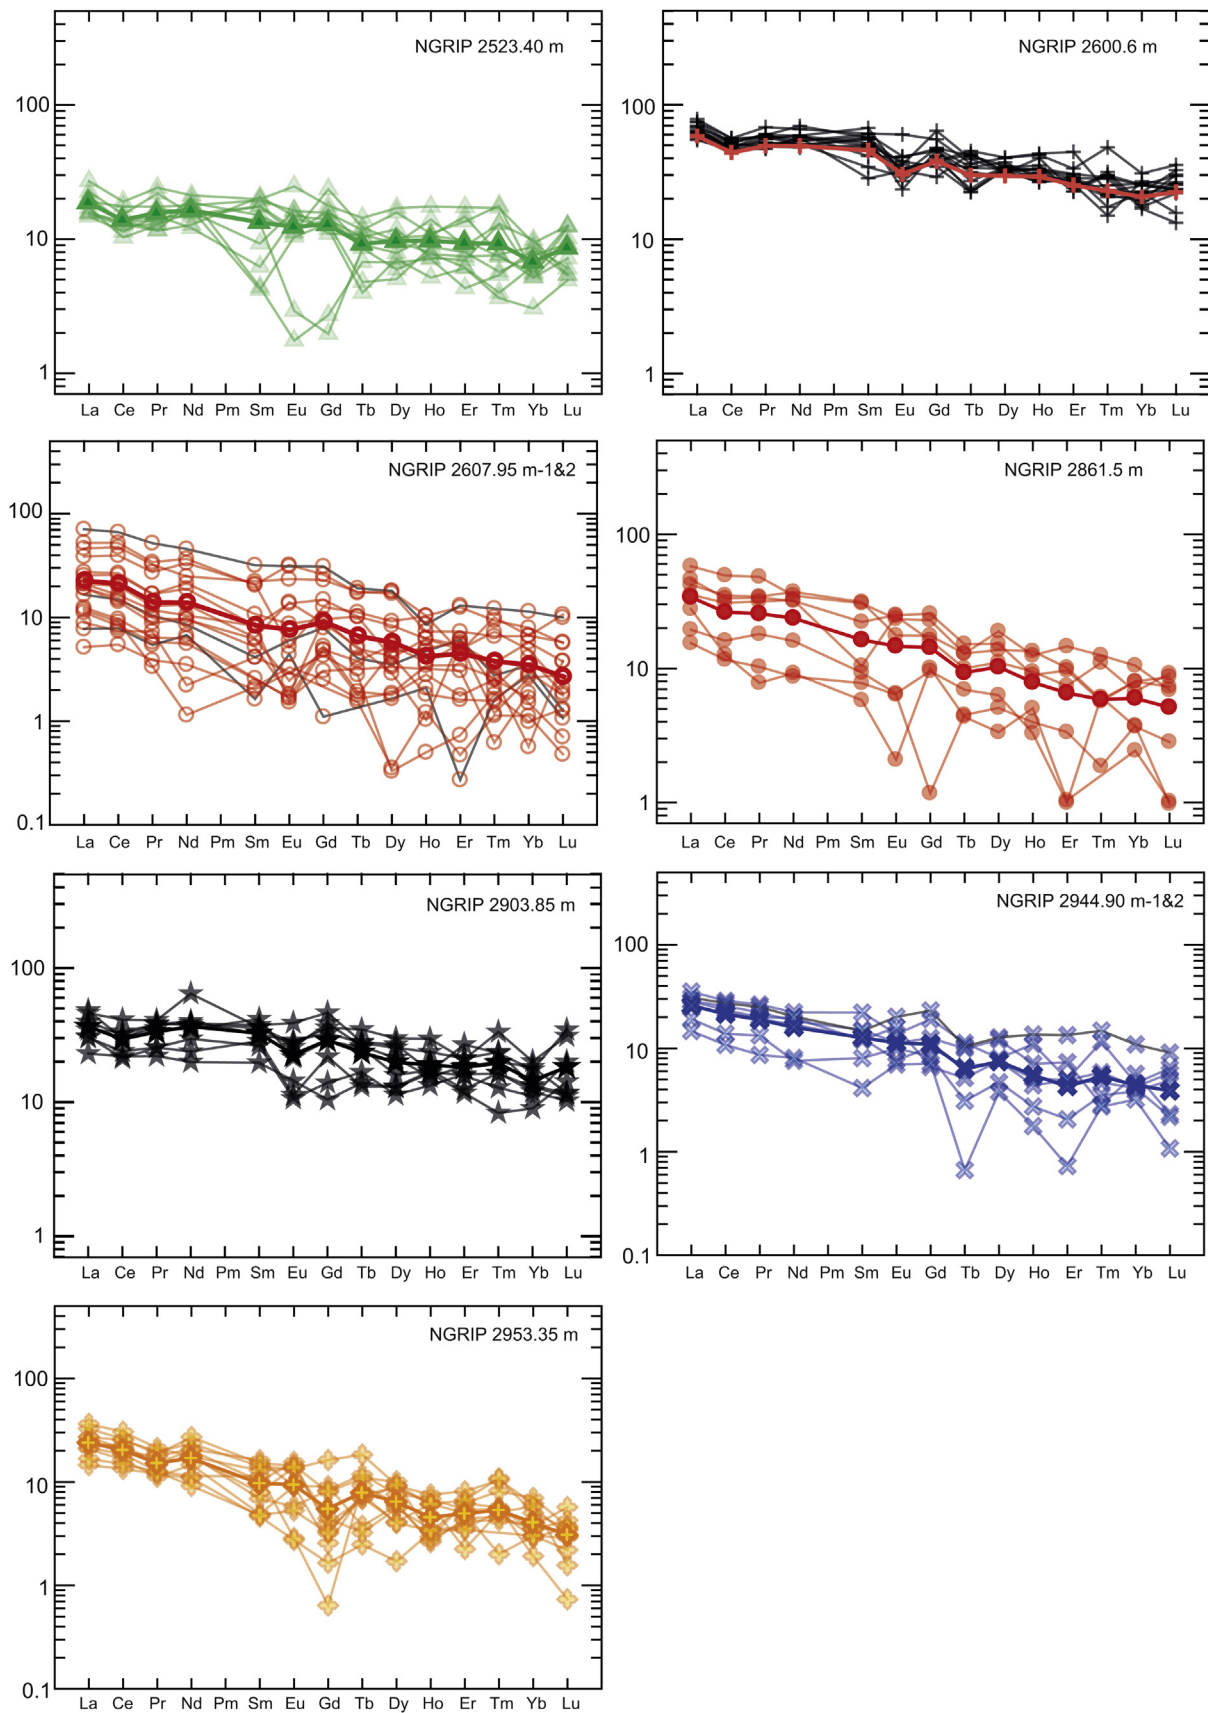 NGRIP 2523.40 m
100
10
1
La Ce Pr Nd Pm Sm Eu Gd Tb Dy Ho Er Tm Yb Lu
NGRIP 2600.6 m
100
10
1
La Ce Pr Nd Pm Sm Eu Gd Tb Dy Ho Er Tm Yb Lu
NGRIP 2607.95 m-1&2
100
10
1
0.1
La Ce Pr Nd Pm Sm Eu Gd Tb Dy Ho Er Tm Yb Lu
NGRIP 2861.5 m
100
10
1
La Ce Pr Nd Pm Sm Eu Gd Tb Dy Ho Er Tm Yb Lu
NGRIP 2903.85 m
100
10
1
La Ce Pr Nd Pm Sm Eu Gd Tb Dy Ho Er Tm Yb Lu
NGRIP 2944.90 m-1&2
100
10
1
0.1
La Ce Pr Nd Pm Sm Eu Gd Tb Dy Ho Er Tm Yb Lu
NGRIP 2953.35 m
100
10
1
0.1
La Ce Pr Nd Pm Sm Eu Gd Tb Dy Ho Er Tm Yb Lu